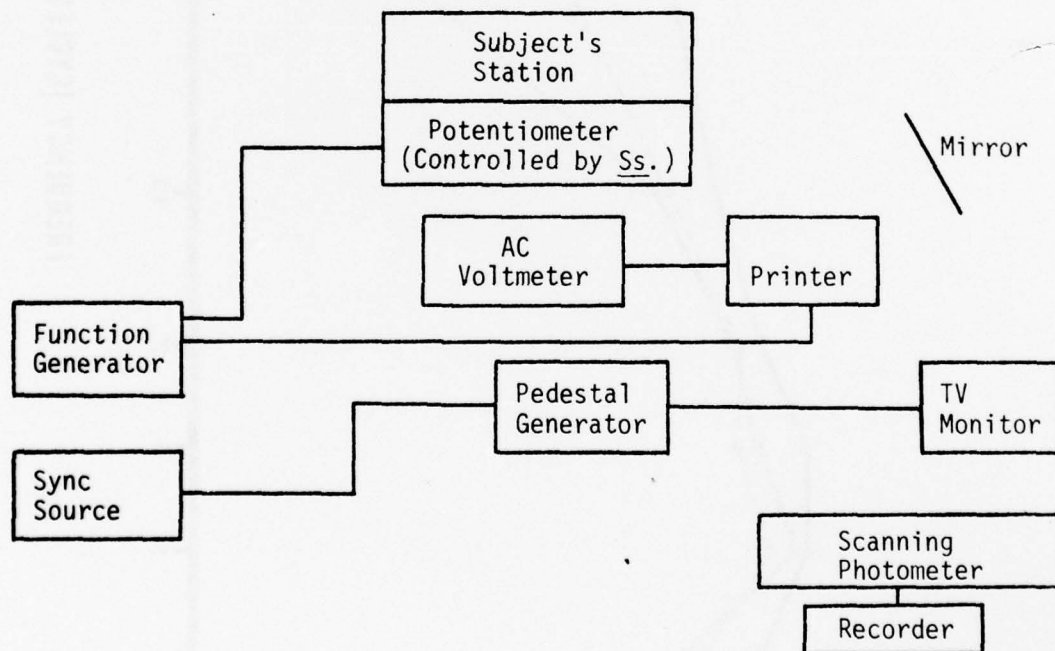 Subject's
Station
Potentiometer
(Controlled by Ss.)
Mirror
AC
Voltmeter
Printer
Function
Generator
Pedestal
Generator
TV
Monitor
Sync
Source
Scanning
Photometer
Recorder